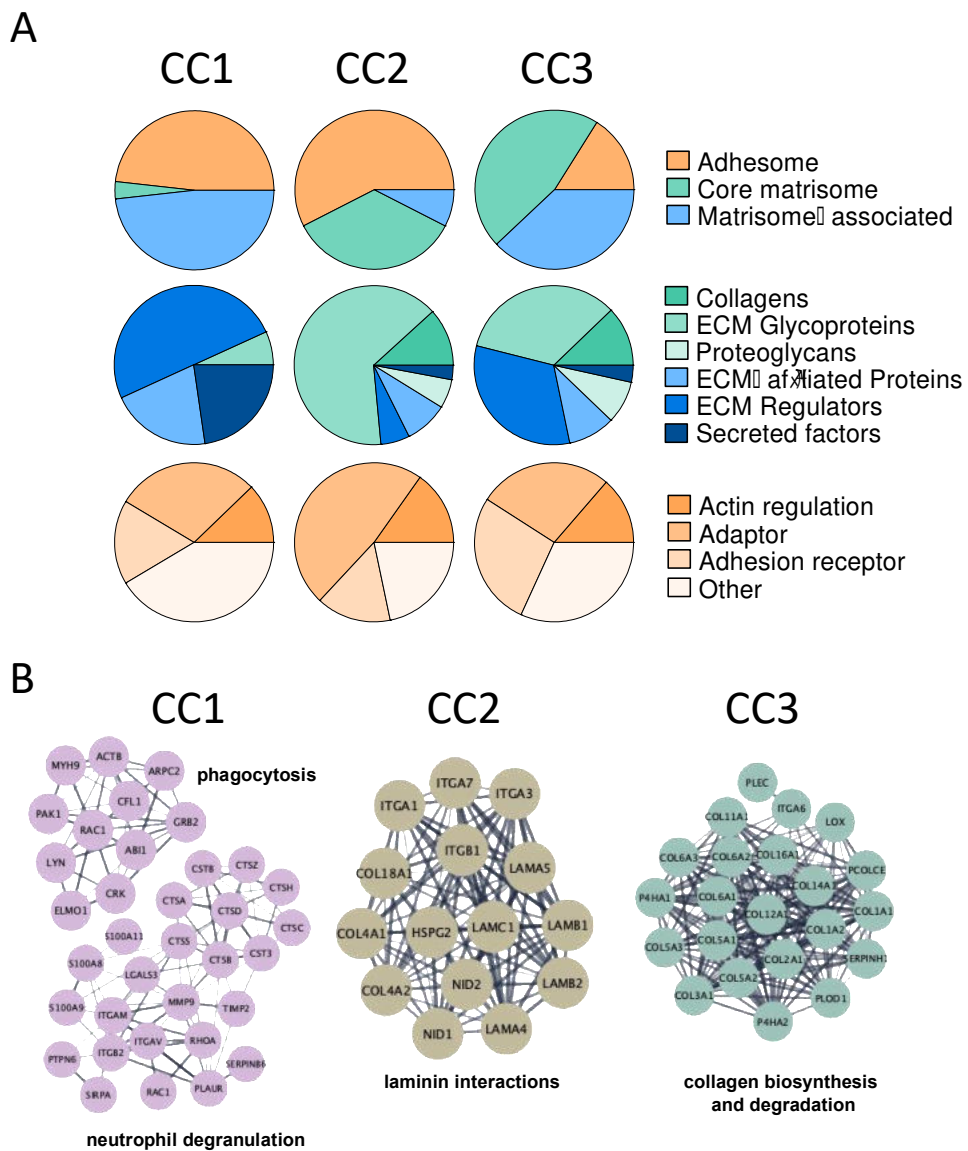 A
CC1 CC2 CC3
Adhesome
Core matrisome
Matrisome associated
Collagens
ECM Glycoproteins
Proteoglycans
Proteins
ECM Regulators
Secreted factors
Actin regulation
Adaptor
Adhesion receptor
Other
B
CC1
phagocytosis
MYH9
ACTB
ARPC2
PAK1
CFL1
RAC1
GRB2
ABI1
LYN
CRK
ELMO1
CSTB
CTSZ
CTSH
CTSA
CTSD
CTSC
S100A11
CTSS
CTSB
CST3
S100A8
LGALS3
S100A9
ITGAM
MMP9
TIMP2
PTPN6
ITGB2
ITGAV
RHOA
SERPINB6
SIRPA
RAC1
PLAUR
neutrophil degranulation
CC2
ITGA7
ITGA1
ITGA3
ITGB1
COL18A1
LAMA5
COL4A1
HSPG2
LAMC1
LAMB1
COL4A2
NID2
LAMB2
NID1
LAMA4
laminin interactions
CC3
PLEC
COL11A1
ITGA6
LOX
COL6A3
COL6A2
COL16A1
PCOLCE
P4HA1
COL6A1
COL14A1
COL12A1
COL1A1
COL5A3
COL5A1
COL1A2
COL2A1
SERPINH1
COL5A2
COL3A1
PLOD1
P4HA2
collagen biosynthesis
and degradation